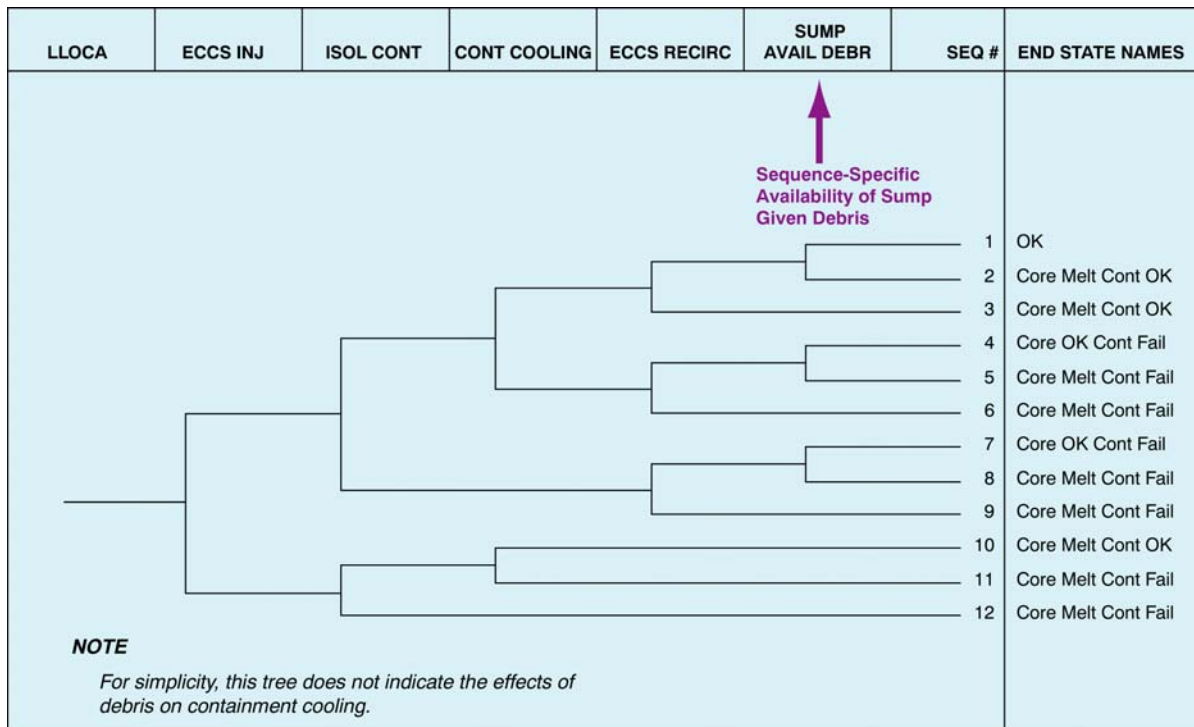 LLOCA
ECCS INJ
ISOL CONT
CONT COOLING
ECCS RECIRC
SUMP
AVAIL DEBR
SEQ #
END STATE NAMES
Sequence-Specific
Availability of Sump
Given Debris
1 OK
2 Core Melt Cont OK
3 Core Melt Cont OK
4 Core OK Cont Fail
5 Core Melt Cont Fail
6 Core Melt Cont Fail
7 Core OK Cont Fail
8 Core Melt Cont Fail
9 Core Melt Cont Fail
10 Core Melt Cont OK
11 Core Melt Cont Fail
12 Core Melt Cont Fail
NOTE
For simplicity, this tree does not indicate the effects of
debris on containment cooling.